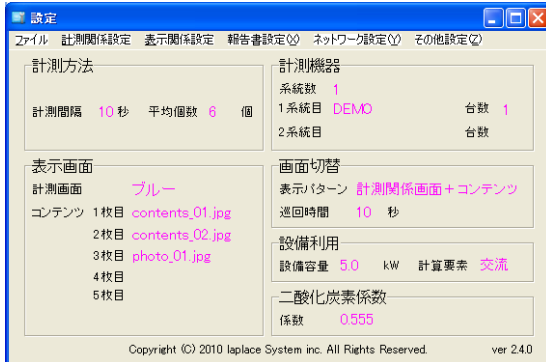 設定
ファイル 計測関係設定 表示関係設定 報告書設定(X) ネットワーク設定(Y) その他設定(Z)
計測方法
計測間隔 10 秒 平均個数 6 個
計測機器
系統数 1
1系統目 DEMO 台数 1
2系統目 台数
表示画面
計測画面 ブルー
コンテンツ 1枚目 contents_01.jpg
2枚目 contents_02.jpg
3枚目 photo_01.jpg
4枚目
5枚目
画面切替
表示パターン 計測関係画面+コンテンツ
巡回時間 10 秒
設備利用
設備容量 5.0 kW 計算要素 交流
二酸化炭素係数
係数 0.555
Copyright (C) 2010 laplace System inc. All Rights Reserved. ver 2.4.0